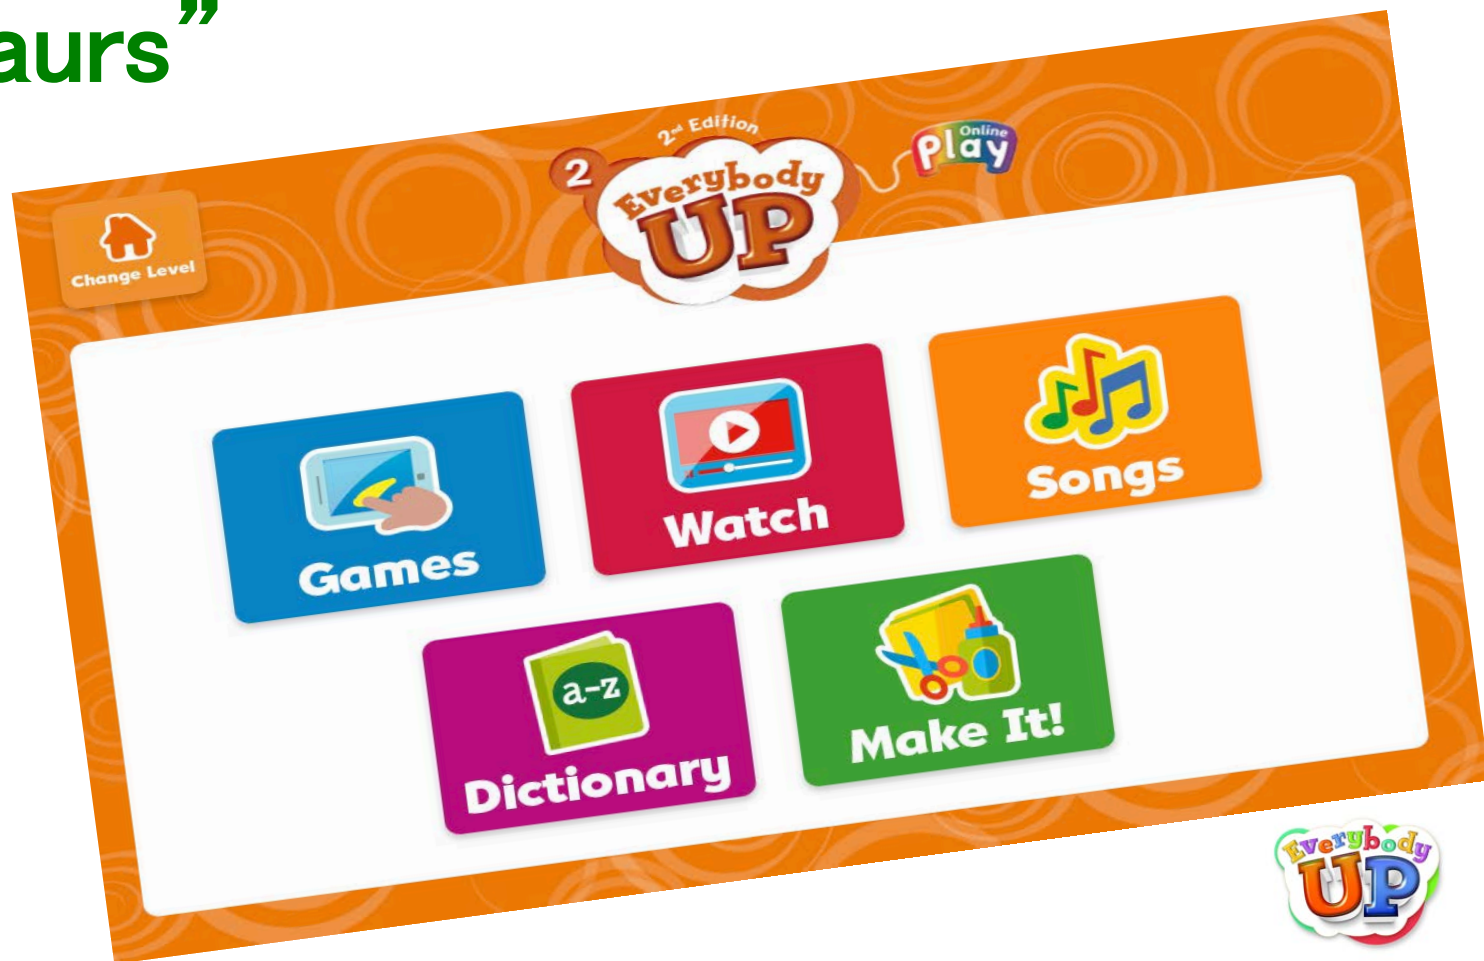 aurs”
2nd Edition
2
Everybody
UP
Online
Play
Change Level
Games
Watch
Songs
a-z
Dictionary
Make It!
Everybody
UP